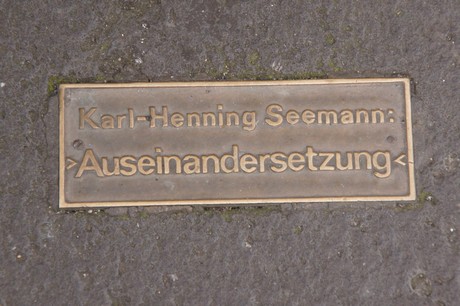 Karl-Henning Seemann:
>Auseinandersetzung<